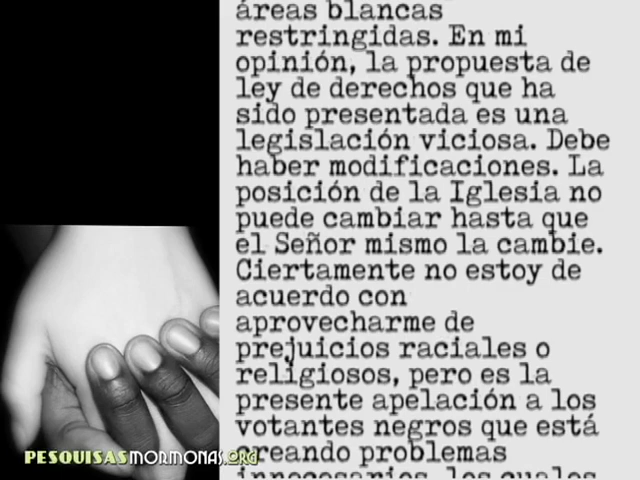 áreas blancas
restringidas. En mi
opinión, la propuesta de
ley de derechos que ha
sido presentada es una
legislación viciosa. Debe
haber modificaciones. La
posición de la Iglesia no
puede cambiar hasta que
el Señor mismo la cambie.
Ciertamente no estoy de
acuerdo con
aprovecharme de
prejuicios raciales o
religiosos, pero es la
presente apelación a los
votantes negros que está
creando problemas
innecesarios, los cuales
PESQUISASMORMONAS.ORG